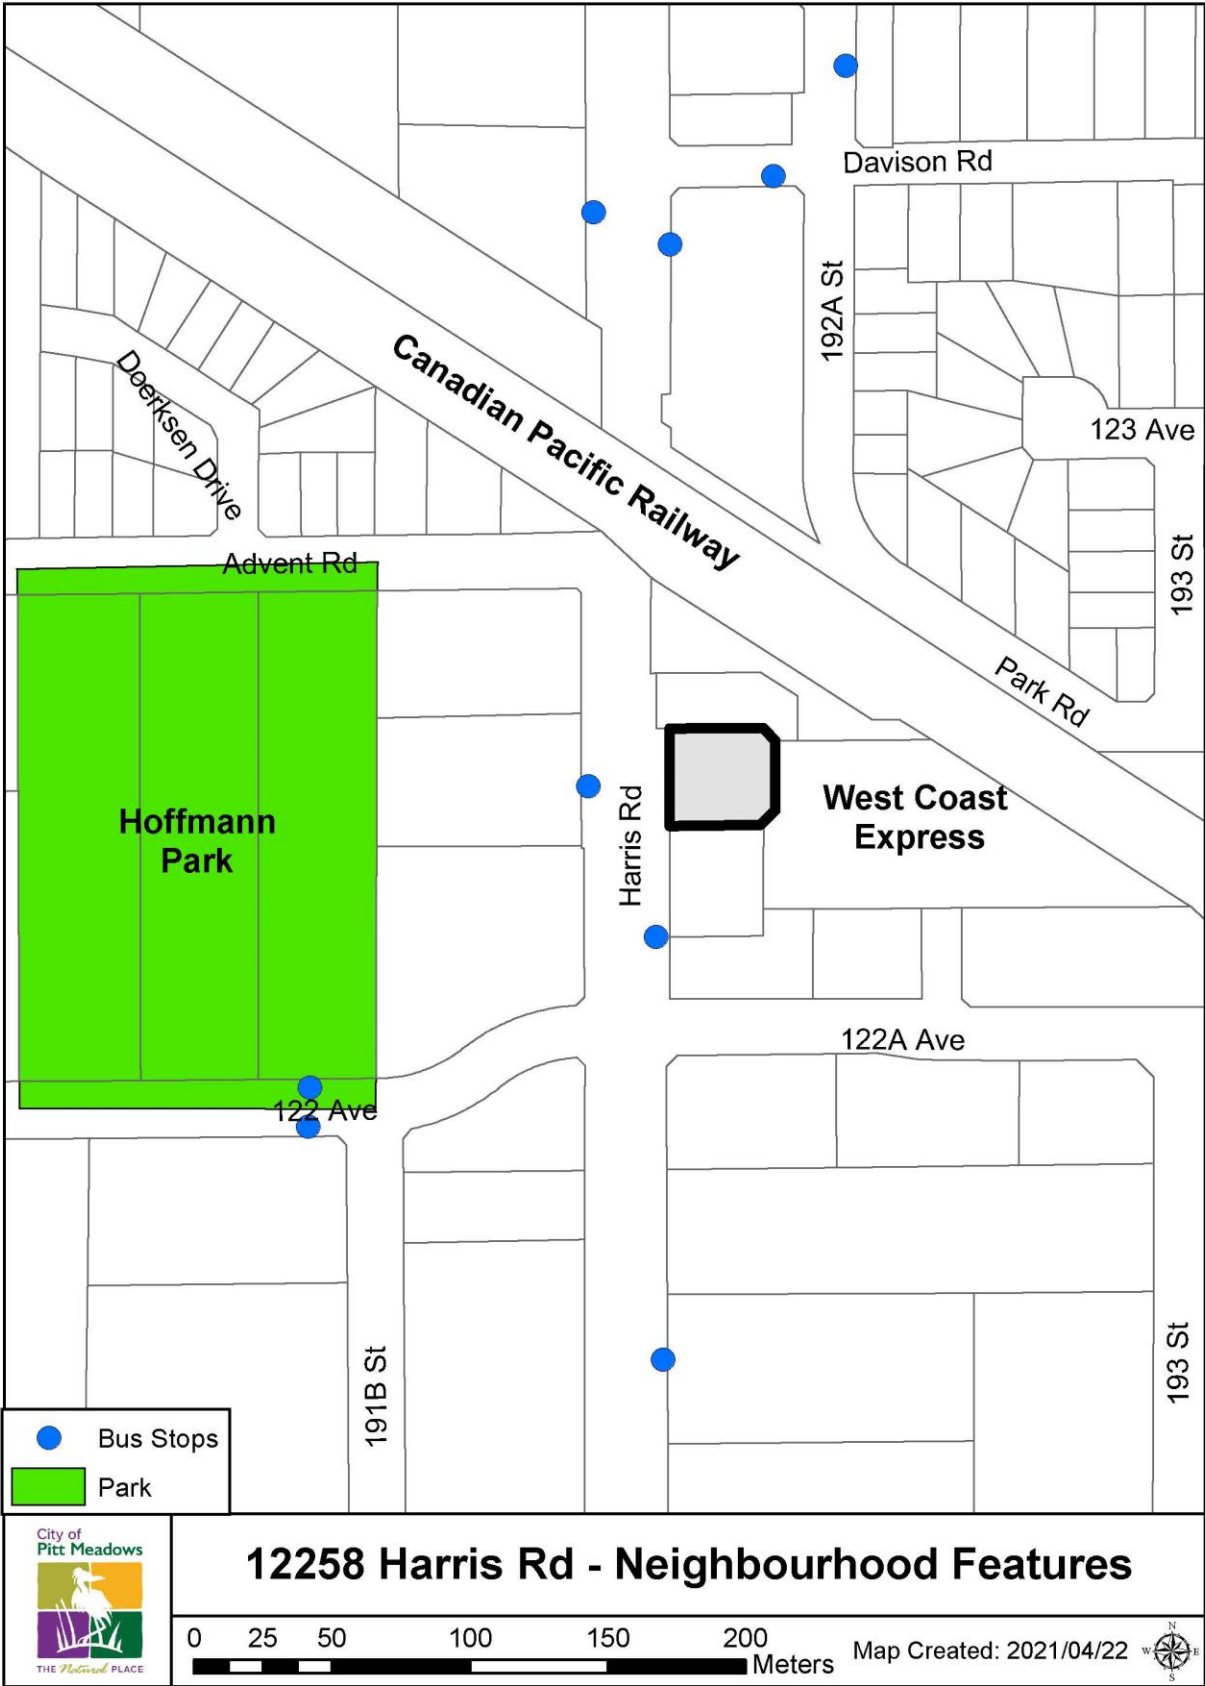 Davison Rd
192A St
Canadian Pacific Railway
Doerksen Drive
123 Ave
193 St
Advent Rd
Park Rd
Hoffmann
Park
Harris Rd
West Coast
Express
122A Ave
122 Ave
191B St
193 St
Bus Stops
Park
City of
Pitt Meadows
THE Natural PLACE
12258 Harris Rd - Neighbourhood Features
0 25 50 100 150 200
Meters
Map Created: 2021/04/22
N
W E
S